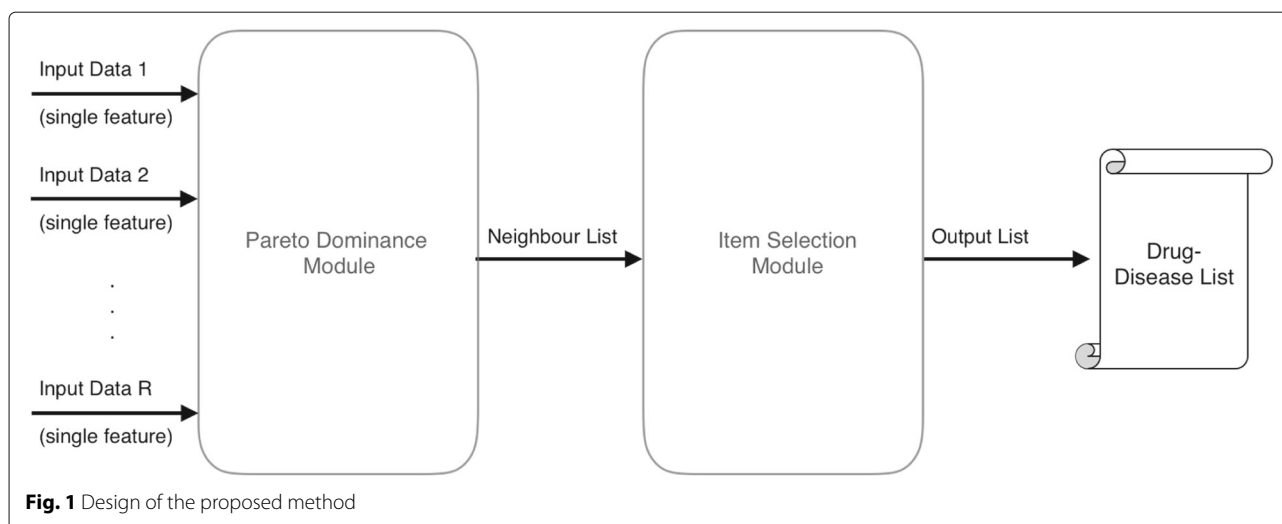 Input Data 1
(single feature)
Input Data 2
(single feature)
.
.
.
Input Data R
(single feature)
Pareto Dominance
Module
Neighbour List
Item Selection
Module
Output List
Drug-
Disease List
Fig. 1 Design of the proposed method